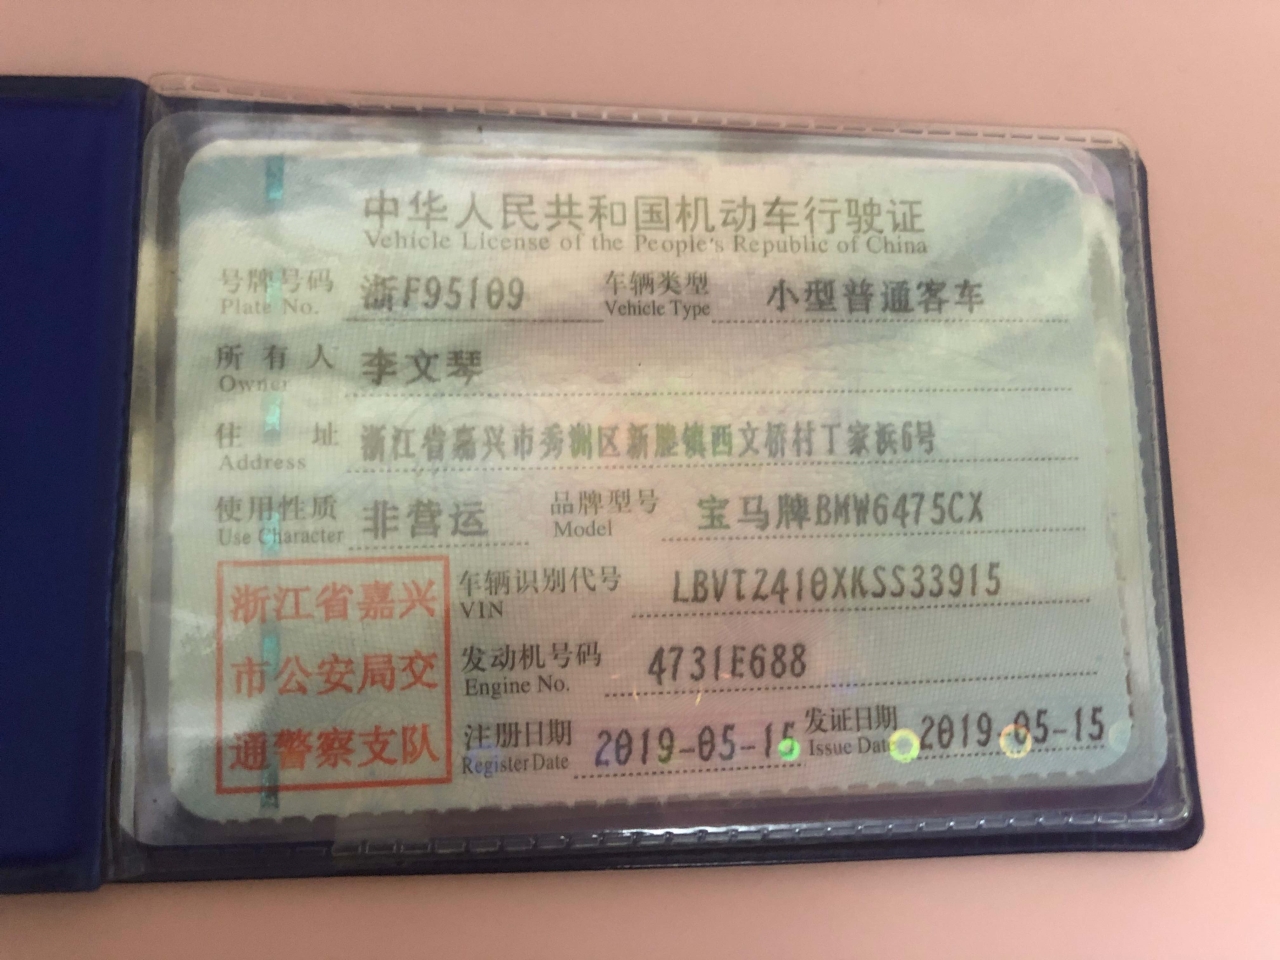 中华人民共和国机动车行驶证
Vehicle License of the People's Republic of China
号牌号码 浙F95109 车辆类型 小型普通客车
Plate No. Vehicle Type
所有人 李文琴
Owner
住址 浙江省嘉兴市秀洲区新塍镇西文桥村丁家浜6号
Address
使用性质 非营运 品牌型号 宝马牌BMW6475CX
Use Character Model
浙江省嘉兴
市公安局交
通警察支队
车辆识别代号 LBVTZ410XKSS33915
VIN
发动机号码 4731E688
Engine No.
注册日期 2019-05-15 发证日期 2019-05-15
Register Date Issue Date